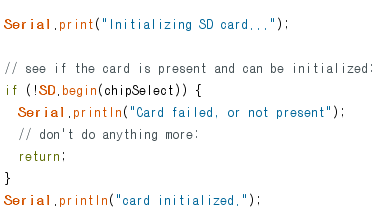 Serial.print("Initializing SD card...");
// see if the card is present and can be initialized:
if (!SD.begin(chipSelect)) {
Serial.println("Card failed, or not present");
// don't do anything more:
return;
}
Serial.println("card initialized.");